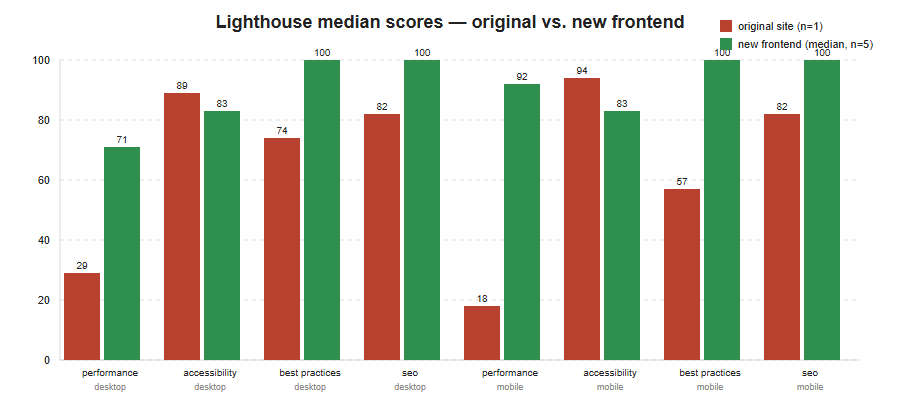 Lighthouse median scores — original vs. new frontend
original site (n=1)
new frontend (median, n=5)
100
80
60
40
20
0
29
71
89
83
74
100
82
100
18
92
94
83
57
100
82
100
performance
desktop
accessibility
desktop
best practices
desktop
seo
desktop
performance
mobile
accessibility
mobile
best practices
mobile
seo
mobile